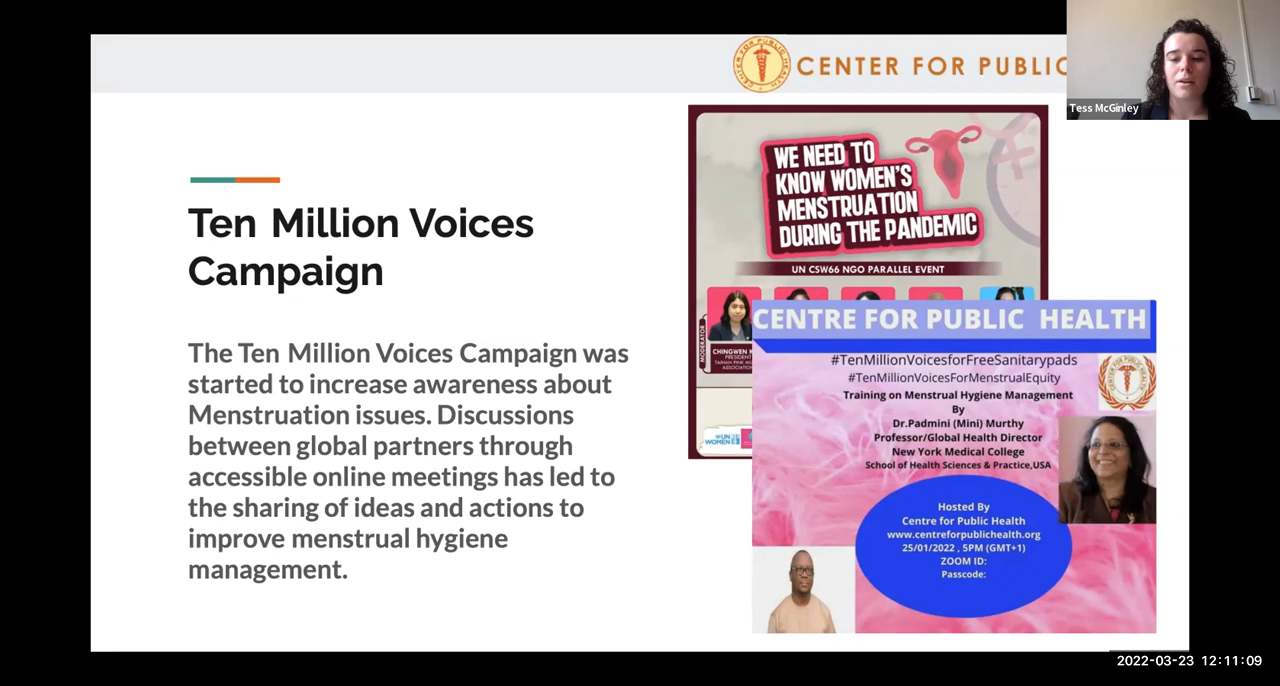 CENTER FOR PUBLIC
Tess McGinley
Ten Million Voices
Campaign
The Ten Million Voices Campaign was
started to increase awareness about
Menstruation issues. Discussions
between global partners through
accessible online meetings has led to
the sharing of ideas and actions to
improve menstrual hygiene
management.
WE NEED TO
KNOW WOMEN'S
MENSTRUATION
DURING THE PANDEMIC
UN CSW66 NGO PARALLEL EVENT
MODERATOR
CHINGWEN
PRESIDENT
ASSOCIATION
UN
WOMEN
CENTRE FOR PUBLIC HEALTH
#TenMillionVoicesforFreeSanitarypads
#TenMillionVoicesForMenstrualEquity
Training on Menstrual Hygiene Management
By
Dr.Padmini (Mini) Murthy
Professor/Global Health Director
New York Medical College
School of Health Sciences & Practice,USA
Hosted By
Centre for Public Health
www.centreforpublichealth.org
25/01/2022 , 5PM (GMT+1)
ZOOM ID:
Passcode:
2022-03-23 12:11:09